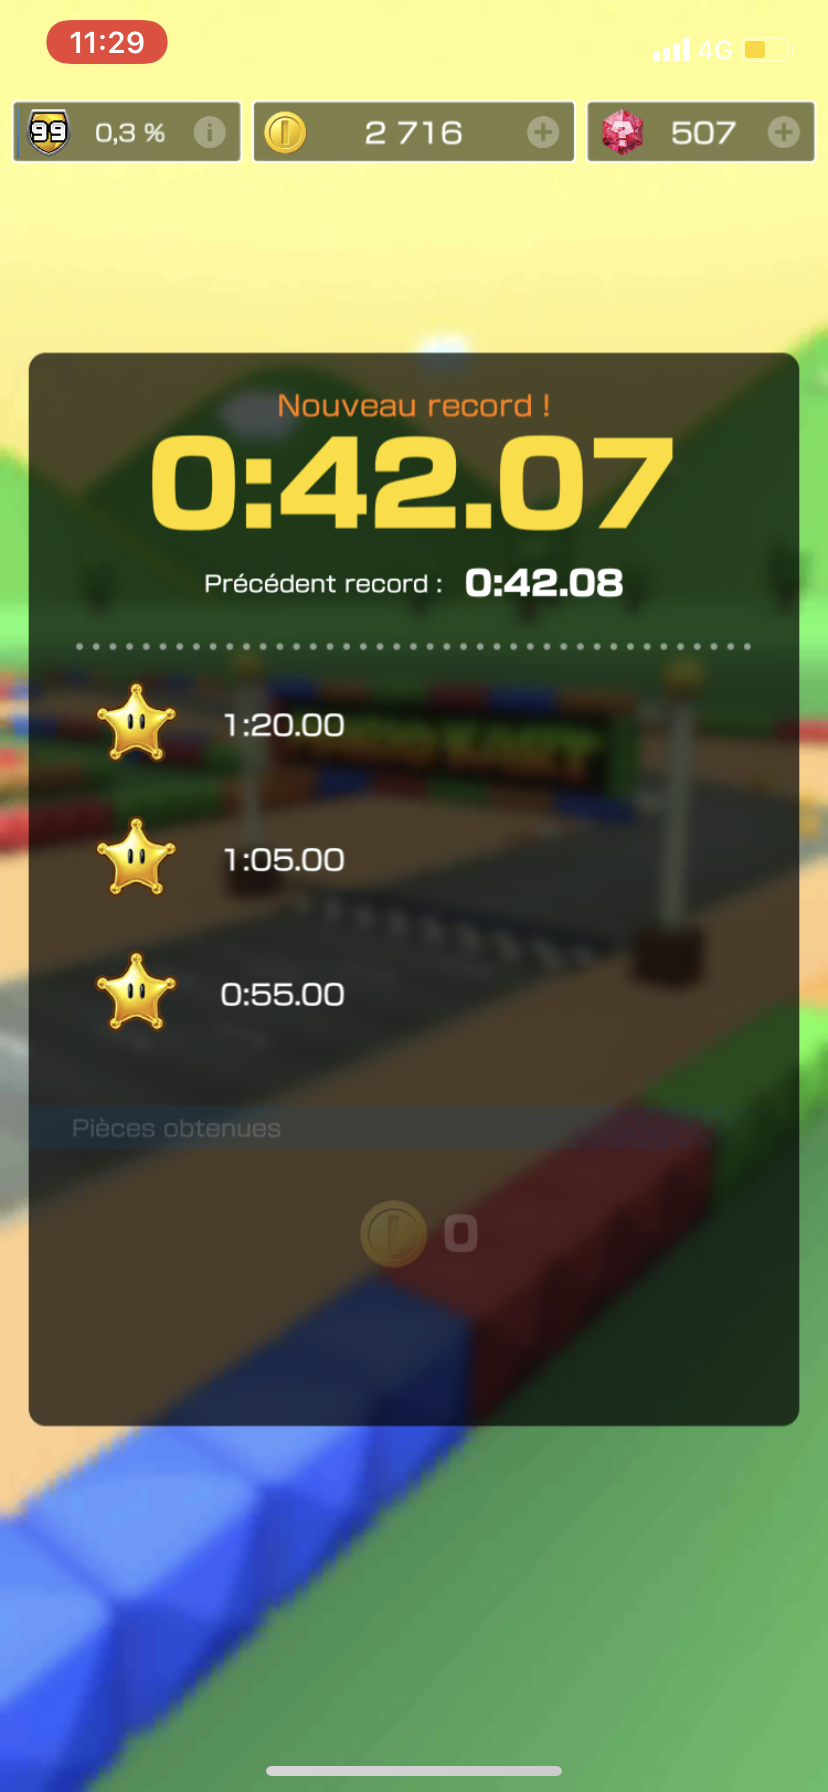 11:29
4G
99 0,3 % i
2 716 +
? 507 +
Nouveau record !
0:42.07
Précédent record : 0:42.08
1:20.00
1:05.00
0:55.00
Pièces obtenues
0